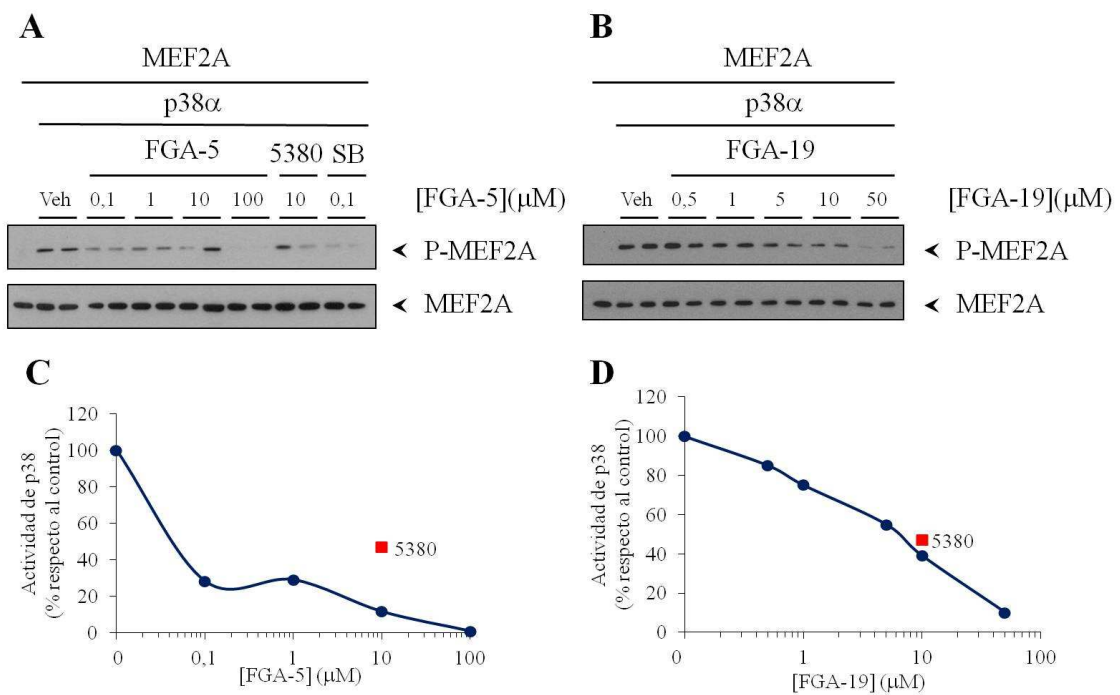 A
MEF2A
p38α
FGA-5 5380 SB
Veh 0,1 1 10 100 10 0,1 [FGA-5](μM)
P-MEF2A
MEF2A
B
MEF2A
p38α
FGA-19
Veh 0,5 1 5 10 50 [FGA-19](μM)
P-MEF2A
MEF2A
C
Actividad de p38
(% respecto al control)
120
100
80
60
40
20
0
5380
0 0,1 1 10 100
[FGA-5] (μM)
D
Actividad de p38
(% respecto al control)
120
100
80
60
40
20
0
5380
0 1 10 100
[FGA-19] (μM)